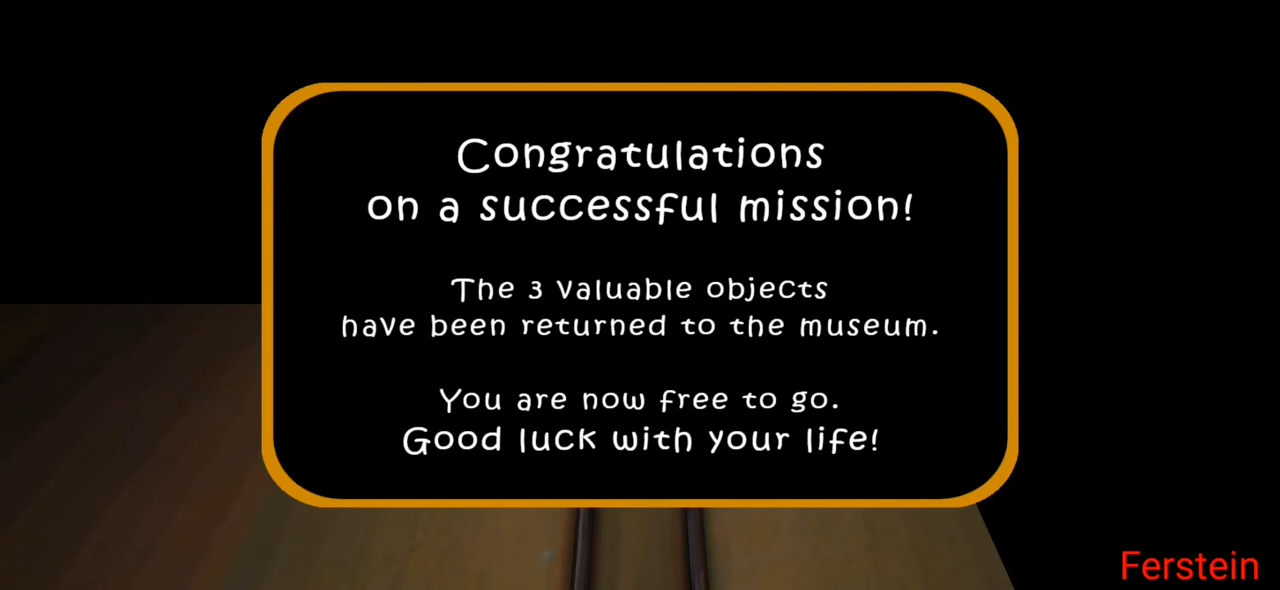 Congratulations
on a successful mission!
The 3 valuable objects
have been returned to the museum.
You are now free to go.
Good luck with your life!
Ferstein